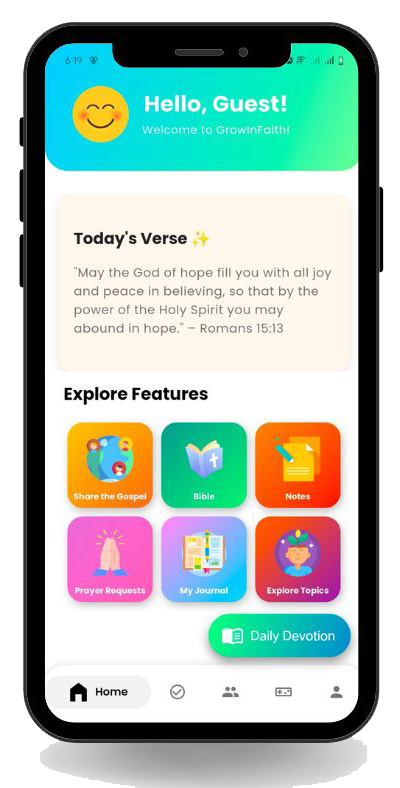 6:19
Hello, Guest!
Welcome to GrowInFaith!
Today's Verse ✨
"May the God of hope fill you with all joy
and peace in believing, so that by the
power of the Holy Spirit you may
abound in hope." – Romans 15:13
Explore Features
Share the Gospel
Bible
Notes
Prayer Requests
My Journal
Explore Topics
Daily Devotion
Home